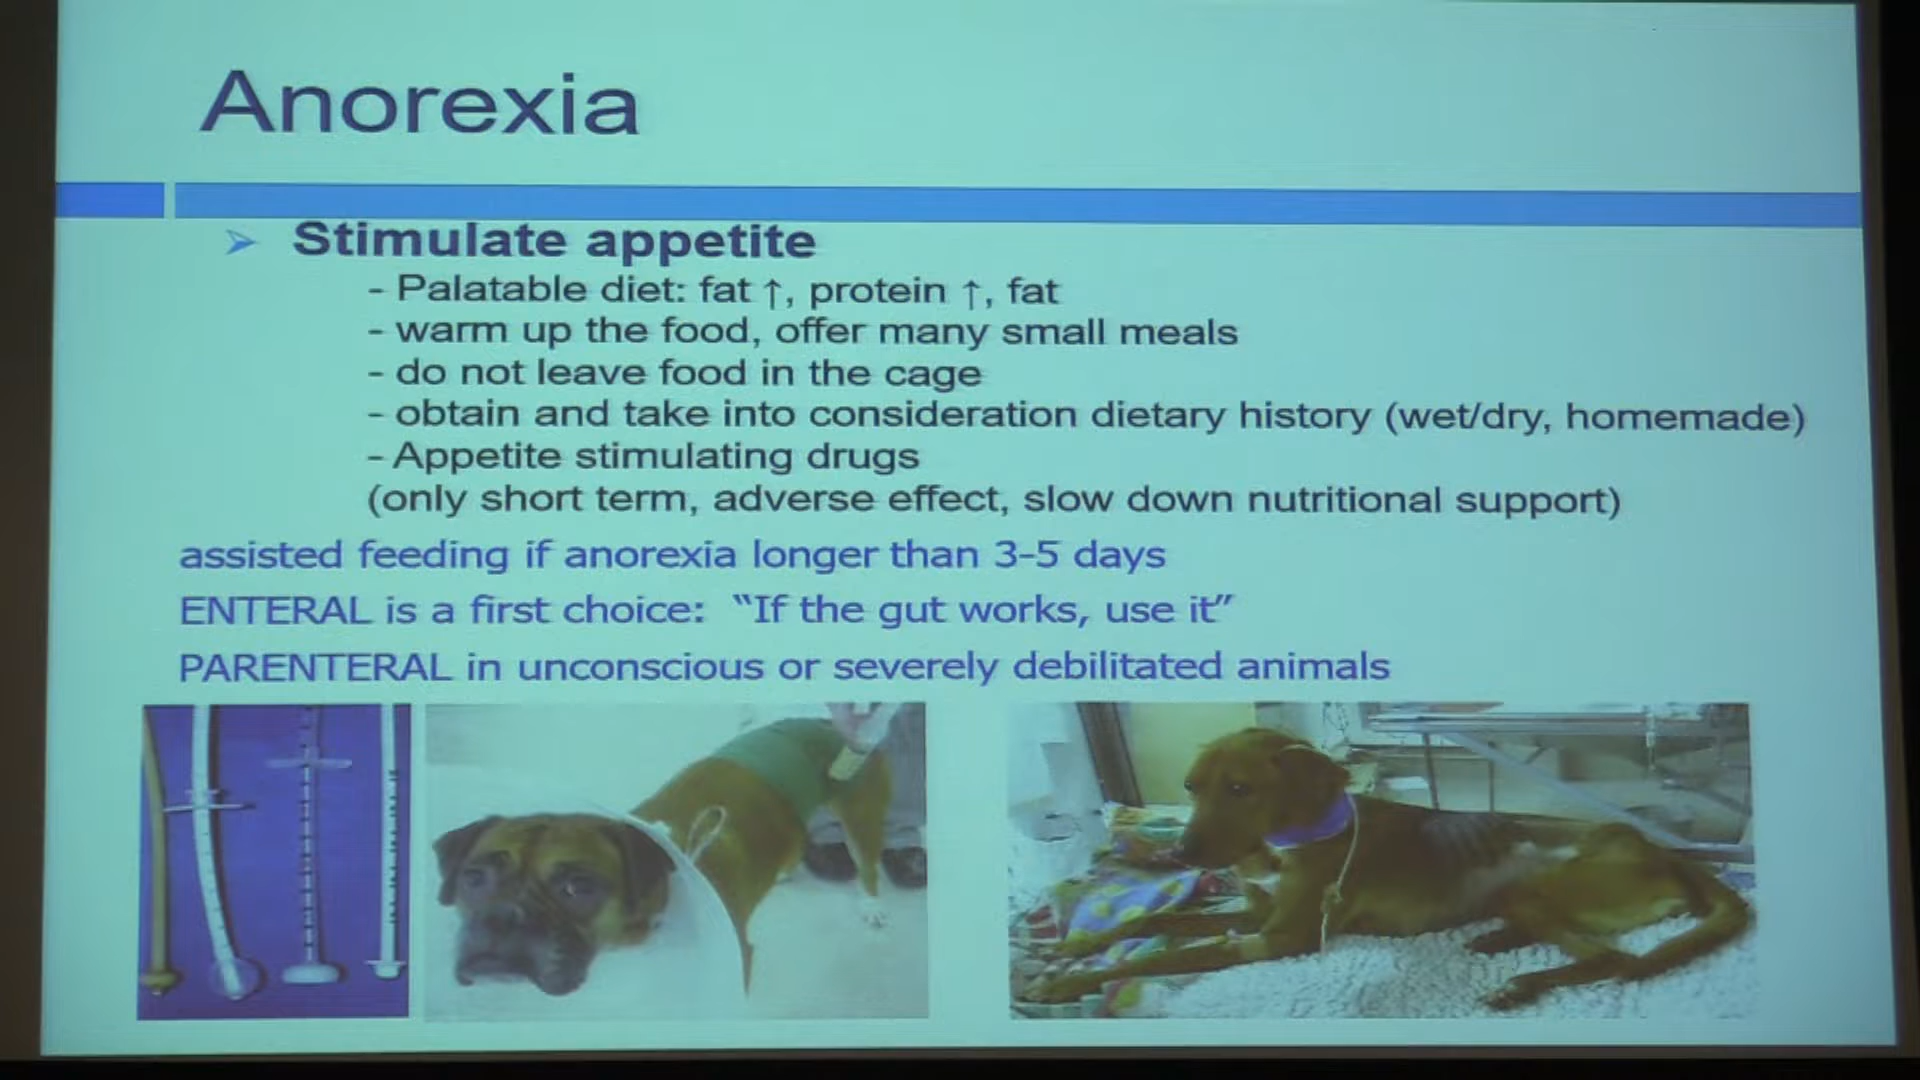 Anorexia
➢ Stimulate appetite
- Palatable diet: fat ↑, protein ↑, fat
- warm up the food, offer many small meals
- do not leave food in the cage
- obtain and take into consideration dietary history (wet/dry, homemade)
- Appetite stimulating drugs
(only short term, adverse effect, slow down nutritional support)
assisted feeding if anorexia longer than 3-5 days
ENTERAL is a first choice: “If the gut works, use it”
PARENTERAL in unconscious or severely debilitated animals